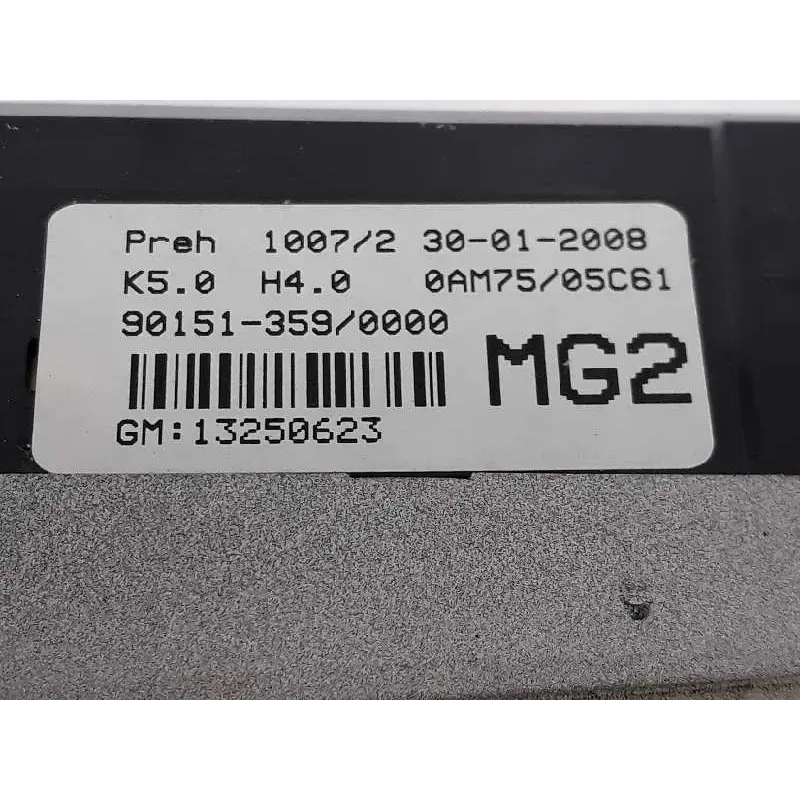 Preh 1007/2 30-01-2008
K5.0 H4.0 0AM75/05C61
90151-359/0000
MG2
GM:13250623